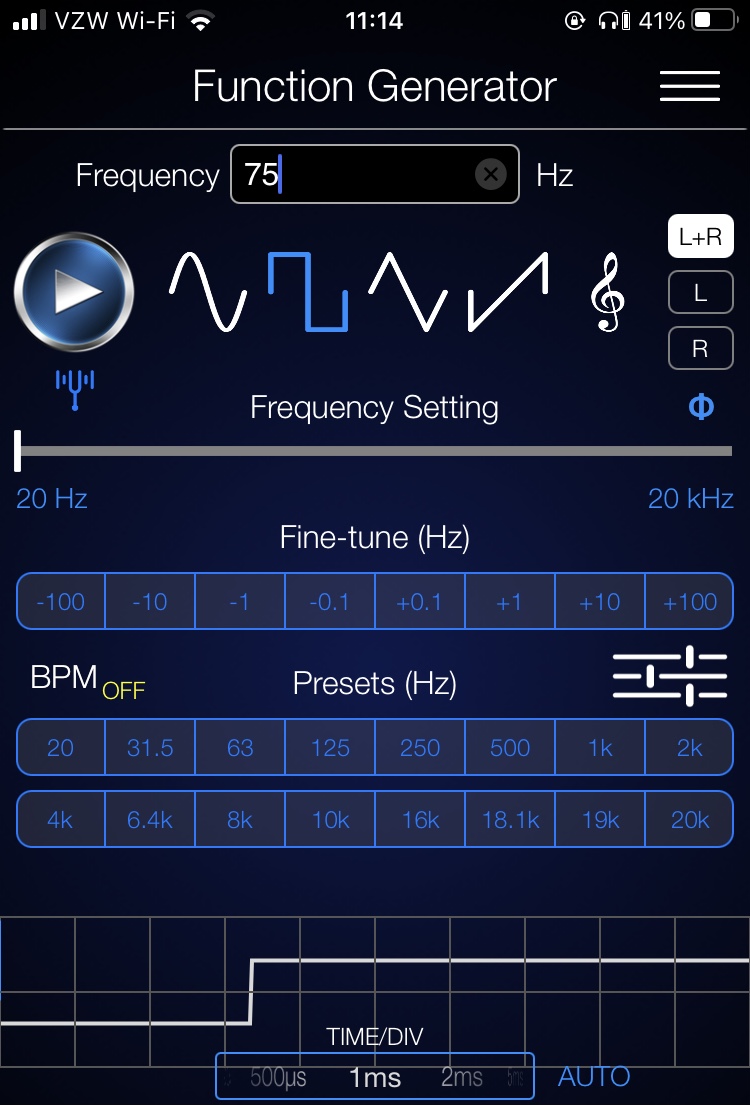 VZW Wi-Fi 11:14 41%
Function Generator
Frequency 75 Hz
L+R
L
R
Frequency Setting Φ
20 Hz 20 kHz
Fine-tune (Hz)
-100 -10 -1 -0.1 +0.1 +1 +10 +100
BPM OFF Presets (Hz)
20 31.5 63 125 250 500 1k 2k
4k 6.4k 8k 10k 16k 18.1k 19k 20k
TIME/DIV
500µs 1ms 2ms 5ms AUTO